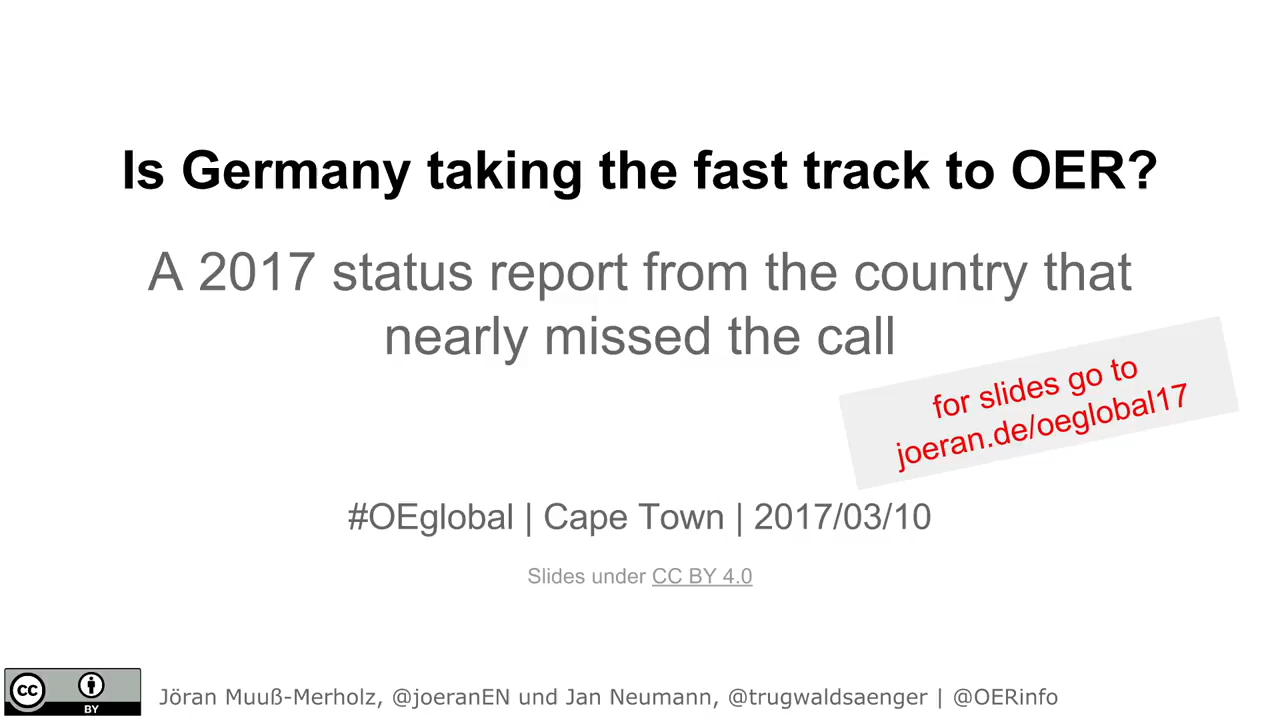 Is Germany taking the fast track to OER?
A 2017 status report from the country that
nearly missed the call
for slides go to
joeran.de/oeglobal17
#OEglobal | Cape Town | 2017/03/10
Slides under CC BY 4.0
cc
BY
Jöran Muuß-Merholz, @joeranEN und Jan Neumann, @trugwaldsaenger | @OERinfo